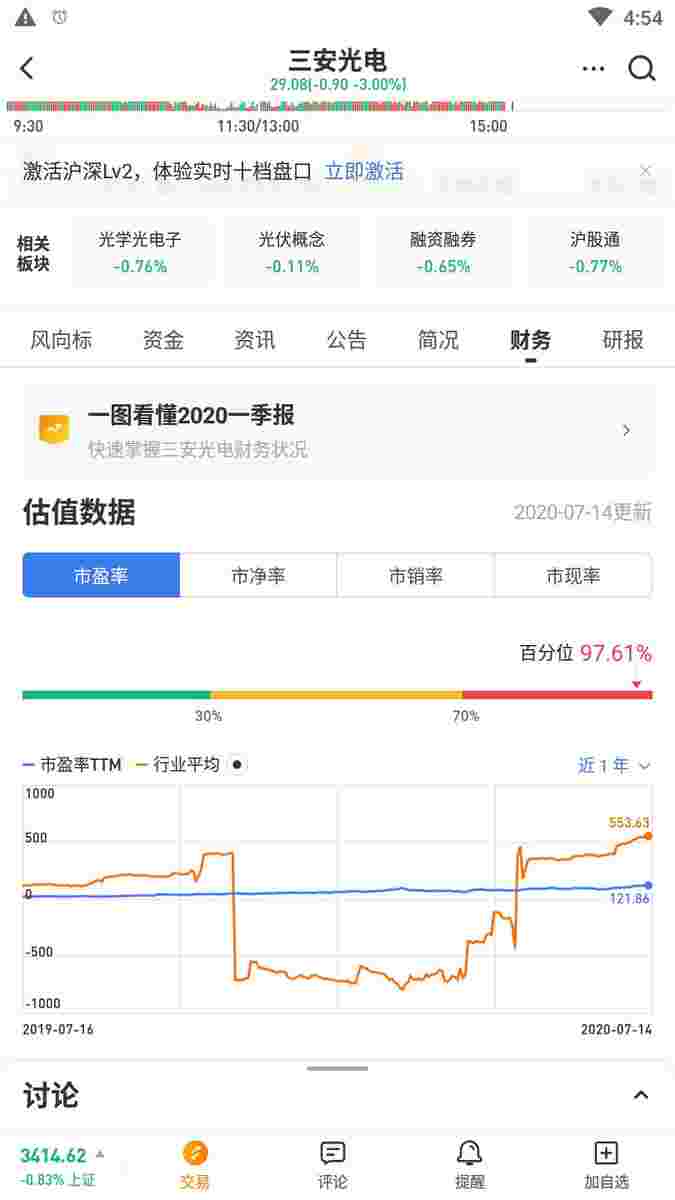 4:54
三安光电
29.08(-0.90 -3.00%)
9:30 11:30/13:00 15:00
激活沪深Lv2，体验实时十档盘口 立即激活
相关板块
光学光电子 光伏概念 融资融券 沪股通
-0.76% -0.11% -0.65% -0.77%
风向标 资金 资讯 公告 简况 财务 研报
一图看懂2020一季报
快速掌握三安光电财务状况
估值数据 2020-07-14更新
市盈率 市净率 市销率 市现率
百分位 97.61%
30% 70%
市盈率TTM 行业平均 近1年
1000
553.63
500
0
121.86
-500
-1000
2019-07-16 2020-07-14
讨论
3414.62
-0.83% 上证
交易 评论 提醒 加自选